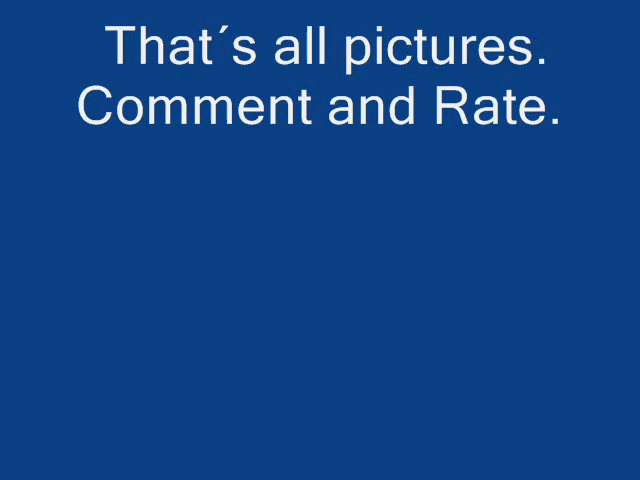 That´s all pictures.
Comment and Rate.